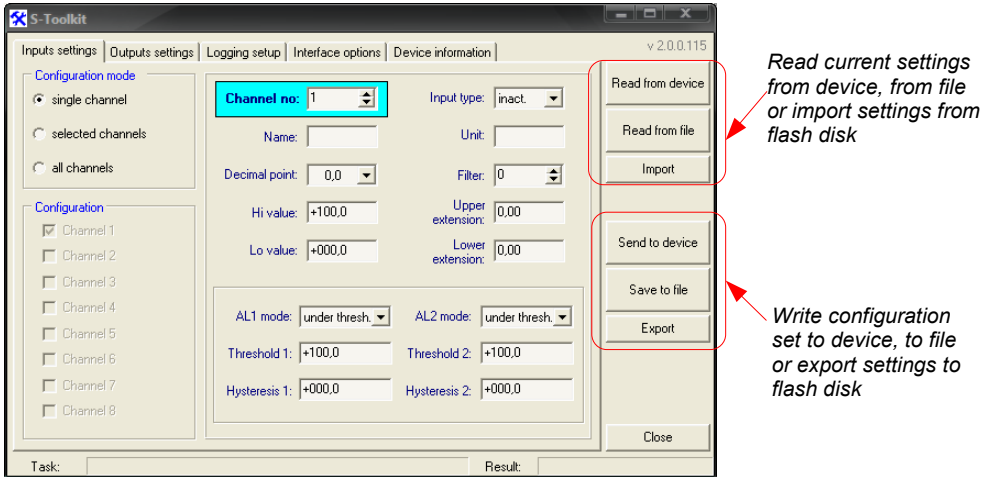 S-Toolkit
Inputs settings Outputs settings Logging setup Interface options Device information v 2.0.0.115
Configuration mode
single channel
selected channels
all channels
Configuration
Channel 1
Channel 2
Channel 3
Channel 4
Channel 5
Channel 6
Channel 7
Channel 8
Channel no: 1 Input type: inact.
Name: Unit:
Decimal point: 0,0 Filter: 0
Hi value: +100,0 Upper
extension: 0,00
Lo value: +000,0 Lower
extension: 0,00
AL1 mode: under thresh. AL2 mode: under thresh.
Threshold 1: +100,0 Threshold 2: +100,0
Hysteresis 1: +000,0 Hysteresis 2: +000,0
Read from device
Read from file
Import
Send to device
Save to file
Export
Close
Task: Result:
Read current settings
from device, from file
or import settings from
flash disk
Write configuration
set to device, to file
or export settings to
flash disk